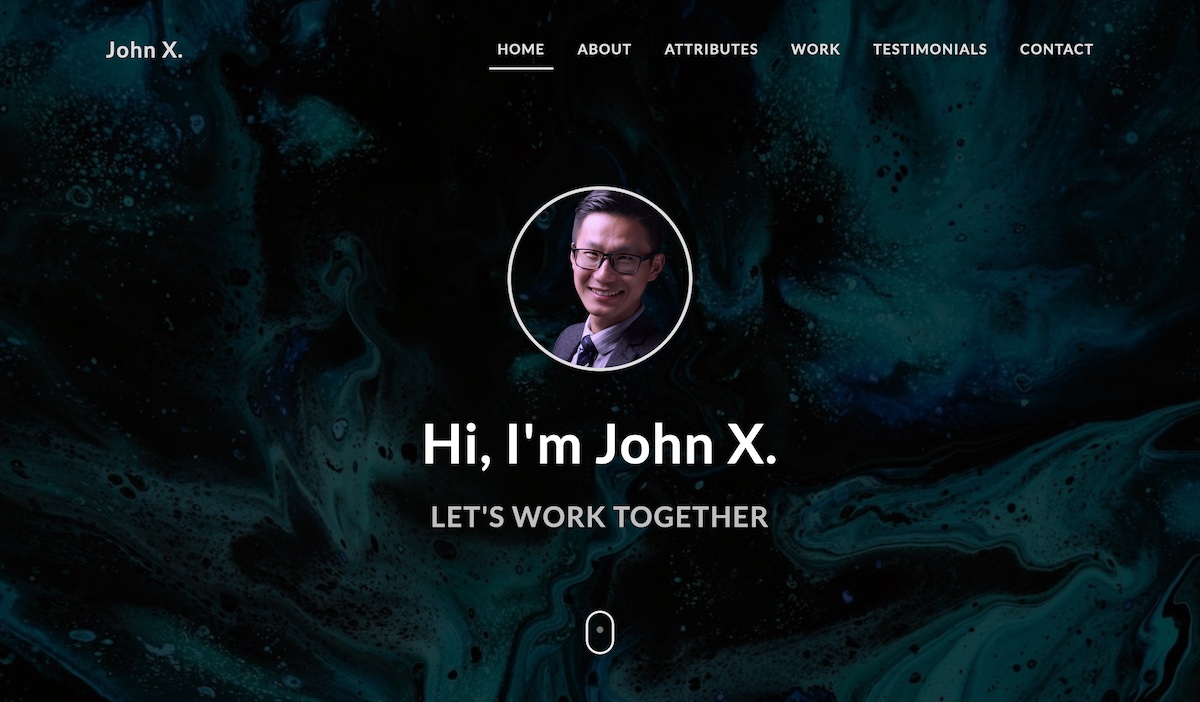 John X.
HOME ABOUT ATTRIBUTES WORK TESTIMONIALS CONTACT
Hi, I'm John X.
LET'S WORK TOGETHER